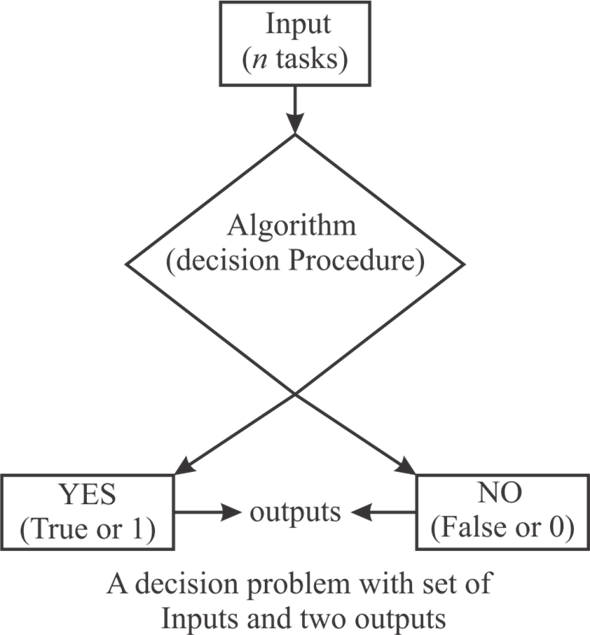 Input
(n tasks)
Algorithm
(decision Procedure)
YES
(True or 1)
outputs
NO
(False or 0)
A decision problem with set of
Inputs and two outputs